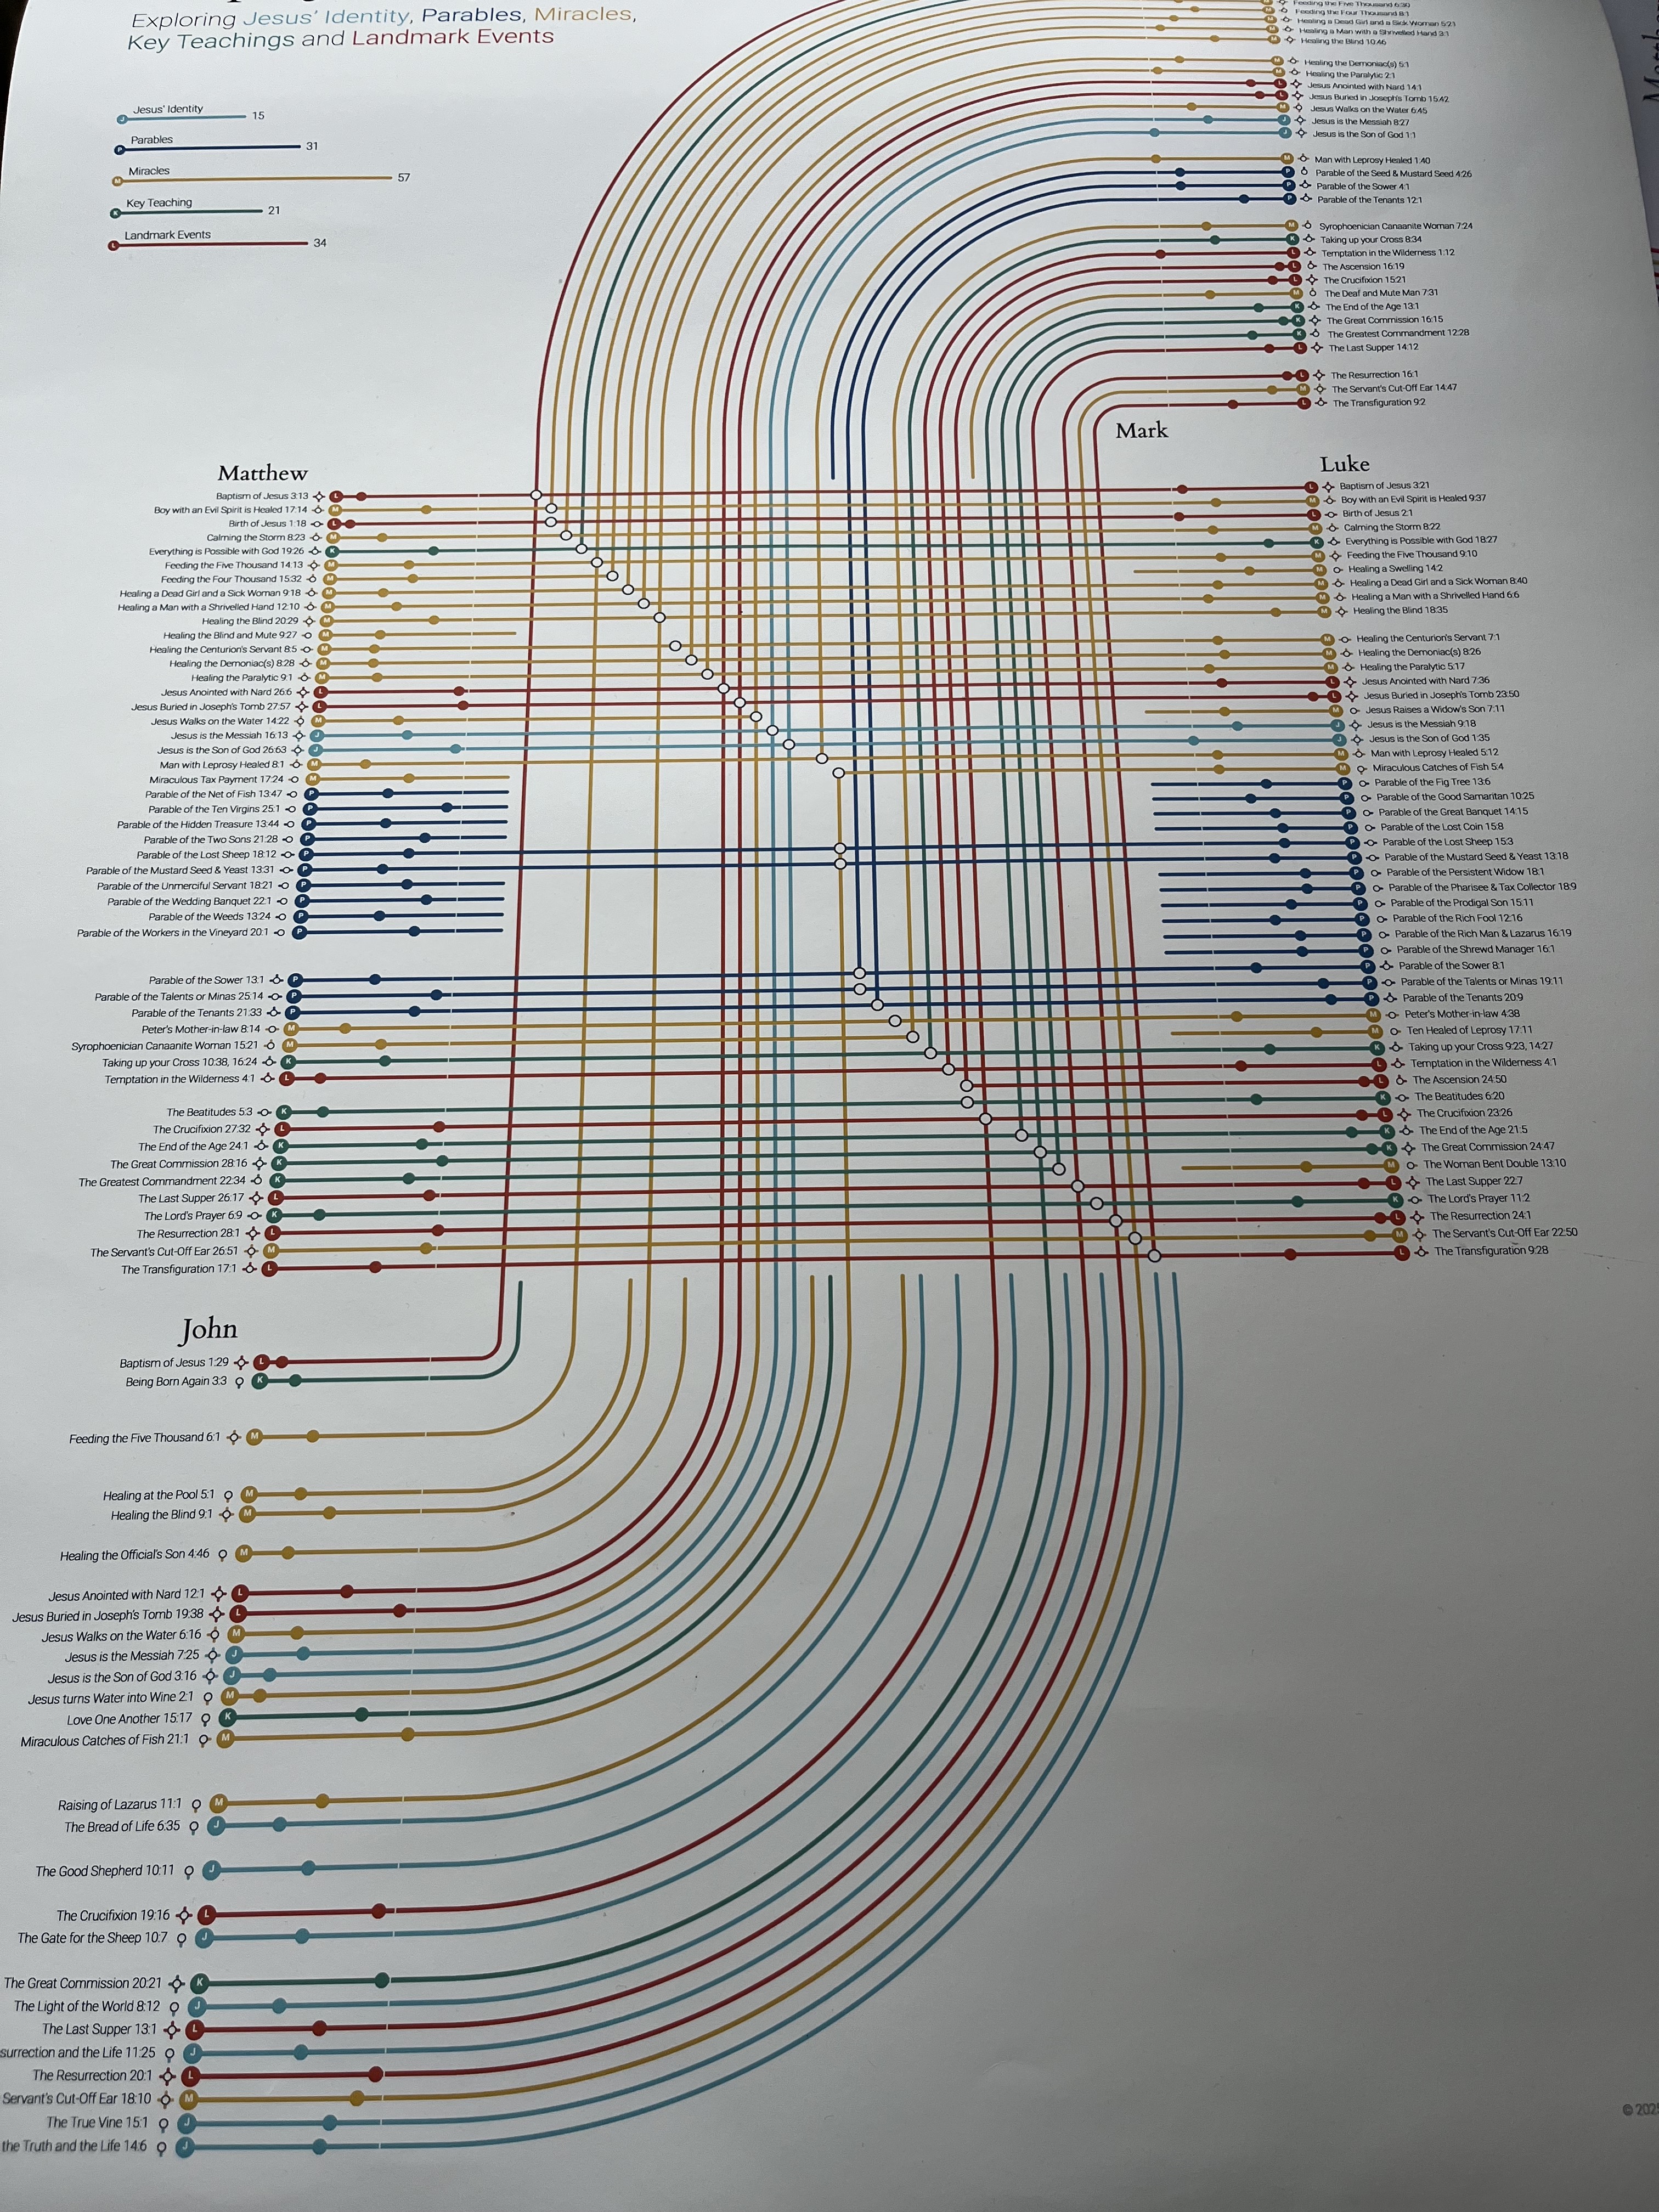 Exploring Jesus' Identity, Parables, Miracles,
Key Teachings and Landmark Events
Jesus' Identity
J
15
Parables
P
31
Miracles
M
57
Key Teaching
K
21
Landmark Events
L
34
Feeding the Five Thousand 6:30
Feeding the Four Thousand 8:1
Healing a Dead Girl and a Sick Woman 5:21
Healing a Man with a Shrivelled Hand 3:1
Healing the Blind 10:46
Healing the Demoniac(s) 5:1
Healing the Paralytic 2:1
Jesus Anointed with Nard 14:1
Jesus Buried in Joseph's Tomb 15:42
Jesus Walks on the Water 6:45
Jesus is the Messiah 8:27
Jesus is the Son of God 1:1
Man with Leprosy Healed 1:40
Parable of the Seed & Mustard Seed 4:26
Parable of the Sower 4:1
Parable of the Tenants 12:1
Syrophoenician Canaanite Woman 7:24
Taking up your Cross 8:34
Temptation in the Wilderness 1:12
The Ascension 16:19
The Crucifixion 15:21
The Deaf and Mute Man 7:31
The End of the Age 13:1
The Great Commission 16:15
The Greatest Commandment 12:28
The Last Supper 14:12
The Resurrection 16:1
The Servant's Cut-Off Ear 14:47
The Transfiguration 9:2
Mark
Matthew
Baptism of Jesus 3:13
Boy with an Evil Spirit is Healed 17:14
Birth of Jesus 1:18
Calming the Storm 8:23
Everything is Possible with God 19:26
Feeding the Five Thousand 14:13
Feeding the Four Thousand 15:32
Healing a Dead Girl and a Sick Woman 9:18
Healing a Man with a Shrivelled Hand 12:10
Healing the Blind 20:29
Healing the Blind and Mute 9:27
Healing the Centurion's Servant 8:5
Healing the Demoniac(s) 8:28
Healing the Paralytic 9:1
Jesus Anointed with Nard 26:6
Jesus Buried in Joseph's Tomb 27:57
Jesus Walks on the Water 14:22
Jesus is the Messiah 16:13
Jesus is the Son of God 26:63
Man with Leprosy Healed 8:1
Miraculous Tax Payment 17:24
Parable of the Net of Fish 13:47
Parable of the Ten Virgins 25:1
Parable of the Hidden Treasure 13:44
Parable of the Two Sons 21:28
Parable of the Lost Sheep 18:12
Parable of the Mustard Seed & Yeast 13:31
Parable of the Unmerciful Servant 18:21
Parable of the Wedding Banquet 22:1
Parable of the Weeds 13:24
Parable of the Workers in the Vineyard 20:1
Parable of the Sower 13:1
Parable of the Talents or Minas 25:14
Parable of the Tenants 21:33
Peter's Mother-in-law 8:14
Syrophoenician Canaanite Woman 15:21
Taking up your Cross 10:38, 16:24
Temptation in the Wilderness 4:1
The Beatitudes 5:3
The Crucifixion 27:32
The End of the Age 24:1
The Great Commission 28:16
The Greatest Commandment 22:34
The Last Supper 26:17
The Lord's Prayer 6:9
The Resurrection 28:1
The Servant's Cut-Off Ear 26:51
The Transfiguration 17:1
Luke
Baptism of Jesus 3:21
Boy with an Evil Spirit is Healed 9:37
Birth of Jesus 2:1
Calming the Storm 8:22
Everything is Possible with God 18:27
Feeding the Five Thousand 9:10
Healing a Swelling 14:2
Healing a Dead Girl and a Sick Woman 8:40
Healing a Man with a Shrivelled Hand 6:6
Healing the Blind 18:35
Healing the Centurion's Servant 7:1
Healing the Demoniac(s) 8:26
Healing the Paralytic 5:17
Jesus Anointed with Nard 7:36
Jesus Buried in Joseph's Tomb 23:50
Jesus Raises a Widow's Son 7:11
Jesus is the Messiah 9:18
Jesus is the Son of God 1:35
Man with Leprosy Healed 5:12
Miraculous Catches of Fish 5:4
Parable of the Fig Tree 13:6
Parable of the Good Samaritan 10:25
Parable of the Great Banquet 14:15
Parable of the Lost Coin 15:8
Parable of the Lost Sheep 15:3
Parable of the Mustard Seed & Yeast 13:18
Parable of the Persistent Widow 18:1
Parable of the Pharisee & Tax Collector 18:9
Parable of the Prodigal Son 15:11
Parable of the Rich Fool 12:16
Parable of the Rich Man & Lazarus 16:19
Parable of the Shrewd Manager 16:1
Parable of the Sower 8:1
Parable of the Talents or Minas 19:11
Parable of the Tenants 20:9
Peter's Mother-in-law 4:38
Ten Healed of Leprosy 17:11
Taking up your Cross 9:23, 14:27
Temptation in the Wilderness 4:1
The Ascension 24:50
The Beatitudes 6:20
The Crucifixion 23:26
The End of the Age 21:5
The Great Commission 24:47
The Woman Bent Double 13:10
The Last Supper 22:7
The Lord's Prayer 11:2
The Resurrection 24:1
The Servant's Cut-Off Ear 22:50
The Transfiguration 9:28
John
Baptism of Jesus 1:29
Being Born Again 3:3
Feeding the Five Thousand 6:1
Healing at the Pool 5:1
Healing the Blind 9:1
Healing the Official's Son 4:46
Jesus Anointed with Nard 12:1
Jesus Buried in Joseph's Tomb 19:38
Jesus Walks on the Water 6:16
Jesus is the Messiah 7:25
Jesus is the Son of God 3:16
Jesus turns Water into Wine 2:1
Love One Another 15:17
Miraculous Catches of Fish 21:1
Raising of Lazarus 11:1
The Bread of Life 6:35
The Good Shepherd 10:11
The Crucifixion 19:16
The Gate for the Sheep 10:7
The Great Commission 20:21
The Light of the World 8:12
The Last Supper 13:1
surrection and the Life 11:25
The Resurrection 20:1
Servant's Cut-Off Ear 18:10
The True Vine 15:1
the Truth and the Life 14:6
© 2025